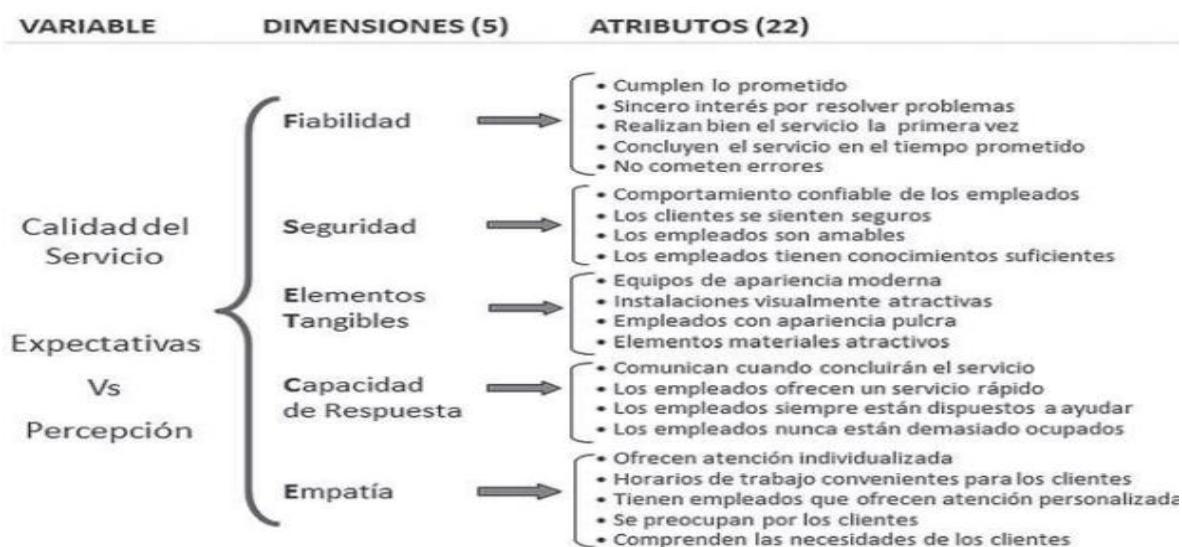 VARIABLE DIMENSIONES (5) ATRIBUTOS (22)
Calidad del
Servicio
Expectativas
Vs
Percepción
Fiabilidad
• Cumplen lo prometido
• Sincero interés por resolver problemas
• Realizan bien el servicio la primera vez
• Concluyen el servicio en el tiempo prometido
• No cometen errores
Seguridad
• Comportamiento confiable de los empleados
• Los clientes se sienten seguros
• Los empleados son amables
• Los empleados tienen conocimientos suficientes
Elementos
Tangibles
• Equipos de apariencia moderna
• Instalaciones visualmente atractivas
• Empleados con apariencia pulcra
• Elementos materiales atractivos
Capacidad
de Respuesta
• Comunican cuando concluirán el servicio
• Los empleados ofrecen un servicio rápido
• Los empleados siempre están dispuestos a ayudar
• Los empleados nunca están demasiado ocupados
Empatía
• Ofrecen atención individualizada
• Horarios de trabajo convenientes para los clientes
• Tienen empleados que ofrecen atención personalizada
• Se preocupan por los clientes
• Comprenden las necesidades de los clientes